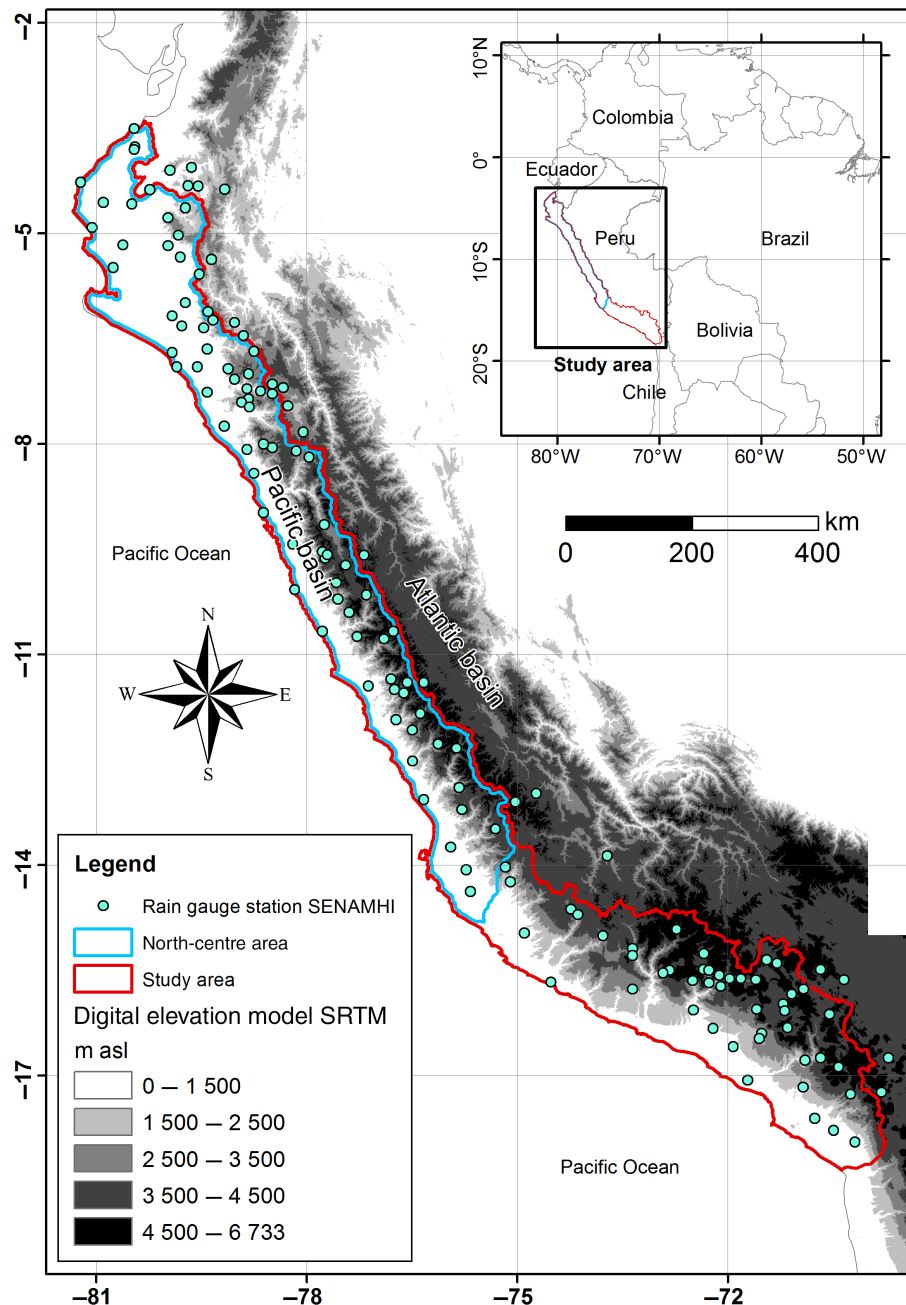 –2
–5
–8
–11
–14
–17
–81
–78
–75
–72
10°N
0°
10°S
20°S
80°W
70°W
60°W
50°W
Colombia
Ecuador
Peru
Brazil
Bolivia
Study area
Chile
km
0
200
400
Pacific basin
Pacific Ocean
Atlantic basin
N
W
E
S
Legend
Rain gauge station SENAMHI
North-centre area
Study area
Digital elevation model SRTM
m asl
0 – 1 500
1 500 – 2 500
2 500 – 3 500
3 500 – 4 500
4 500 – 6 733
Pacific Ocean